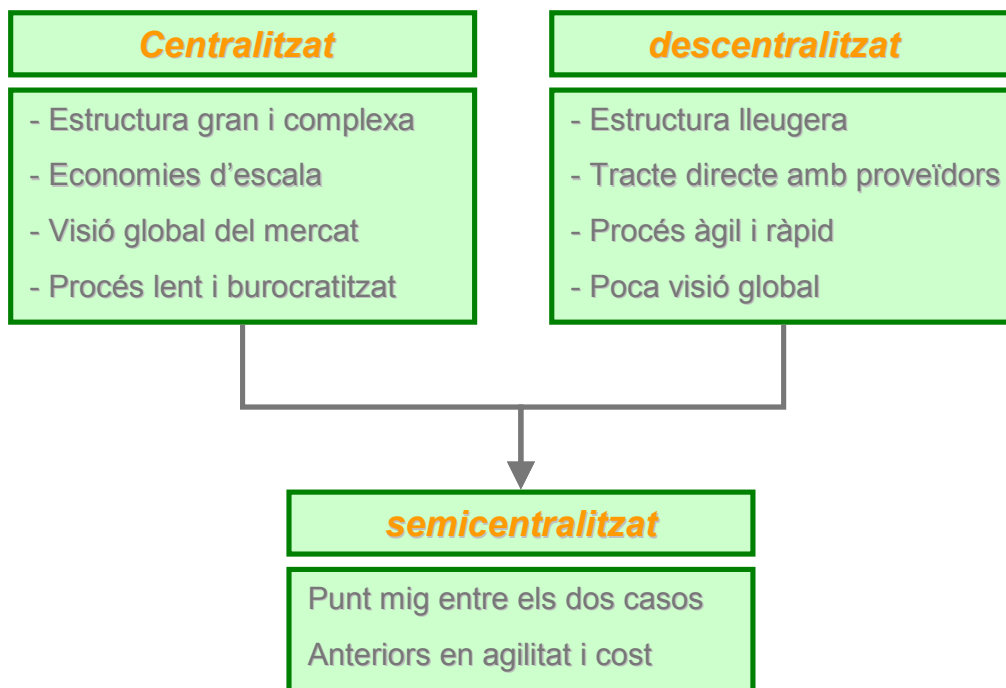 Centralitzat
- Estructura gran i complexa
- Economies d'escala
- Visió global del mercat
- Procés lent i burocratitzat
descentralitzat
- Estructura lleugera
- Tracte directe amb proveïdors
- Procés àgil i ràpid
- Poca visió global
semicentralitzat
Punt mig entre els dos casos
Anteriors en agilitat i cost